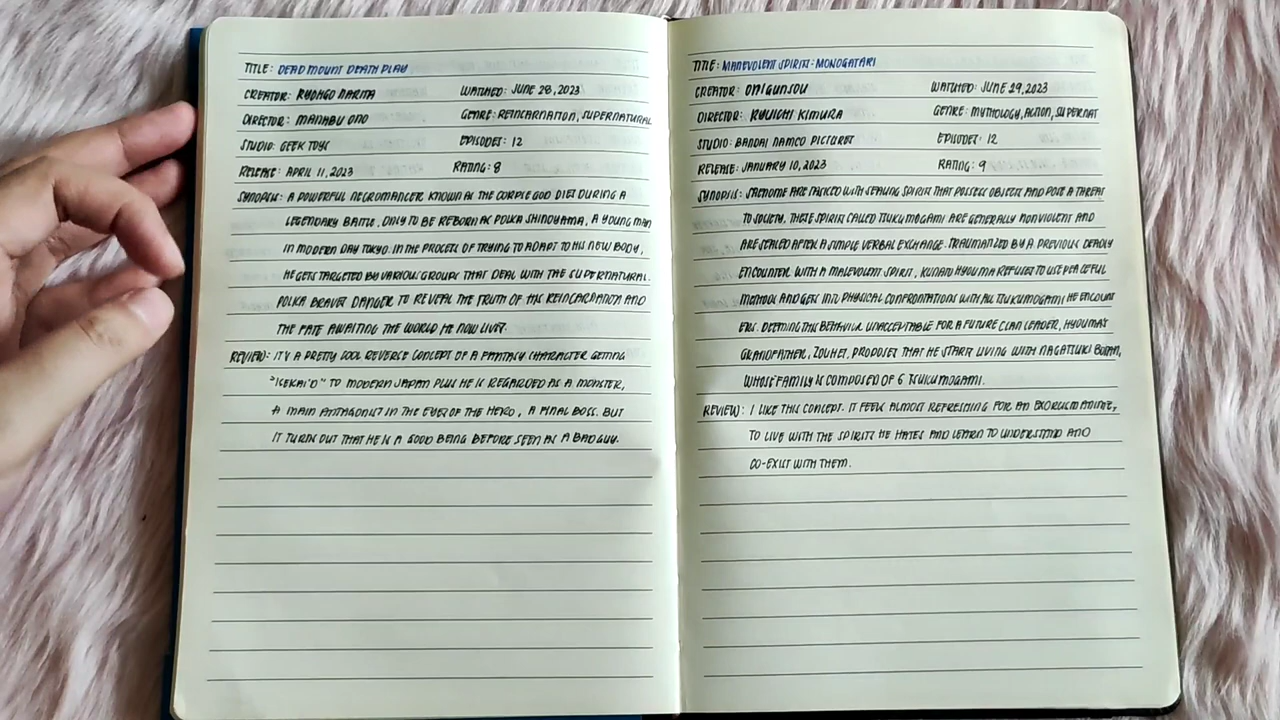 TITLE: DEAD MOUNT DEATH PLAY
CREATOR: RYOHGO NARITA WATCHED: JUNE 28, 2023
DIRECTOR: MANABU ONO GENRE: REINCARNATION, SUPERNATURAL
STUDIO: GEEK TOYS EPISODES: 12
RELEASE: APRIL 11, 2023 RATING: 8
SYNOPSIS: A POWERFUL NECROMANCER KNOWN AS THE CORPSE GOD DIES DURING A
LEGENDARY BATTLE, ONLY TO BE REBORN AS POLKA SHINOYAMA, A YOUNG MAN
IN MODERN DAY TOKYO. IN THE PROCESS OF TRYING TO ADAPT TO HIS NEW BODY,
HE GETS TARGETED BY VARIOUS GROUPS THAT DEAL WITH THE SUPERNATURAL.
POLKA BRAVES DANGER TO REVEAL THE TRUTH OF HIS REINCARNATION AND
THE FATE AWAITING THE WORLD HE NOW LIVES.
REVIEW: IT'S A PRETTY COOL REVERSE CONCEPT OF A FANTASY CHARACTER GETTING
"ISEKAI'D" TO MODERN JAPAN PLUS HE IS REGARDED AS A MONSTER,
A MAIN ANTAGONIST IN THE EYES OF THE HERO, A FINAL BOSS. BUT
IT TURNS OUT THAT HE IS A GOOD BEING BEFORE SEEN AS A BAD GUY.
TITLE: MALEVOLENT SPIRITS: MONOGATARI
CREATOR: ONIGUNSOU WATCHED: JUNE 29, 2023
DIRECTOR: RYUICHI KIMURA GENRE: MYTHOLOGY, ACTION, SUPERNAT
STUDIO: BANDAI NAMCO PICTURES EPISODES: 12
RELEASE: JANUARY 10, 2023 RATING: 9
SYNOPSIS: SAENOME ARE TASKED WITH SEALING SPIRITS THAT POSSESS OBJECTS AND POSE A THREAT
TO SOCIETY. THESE SPIRITS CALLED TSUKUMOGAMI ARE GENERALLY NONVIOLENT AND
ARE SEALED AFTER A SIMPLE VERBAL EXCHANGE. TRAUMATIZED BY A PREVIOUS DEADLY
ENCOUNTER WITH A MALEVOLENT SPIRIT, KUNATO HYOUMA REFUSES TO USE PEACEFUL
METHODS AND GETS INTO PHYSICAL CONFRONTATIONS WITH ALL TSUKUMOGAMI HE ENCOUNT
ERS. DEEMING THIS BEHAVIOR UNACCEPTABLE FOR A FUTURE CLAN LEADER, HYOUMA'S
GRANDFATHER, ZOUHEI, PROPOSES THAT HE START LIVING WITH NAGATSUKI BOTAN,
WHOSE FAMILY IS COMPOSED OF 6 TSUKUMOGAMI.
REVIEW: I LIKE THIS CONCEPT. IT FEELS ALMOST REFRESHING FOR AN EXORCISM ANIME,
TO LIVE WITH THE SPIRITS HE HATES AND LEARN TO UNDERSTAND AND
CO-EXIST WITH THEM.